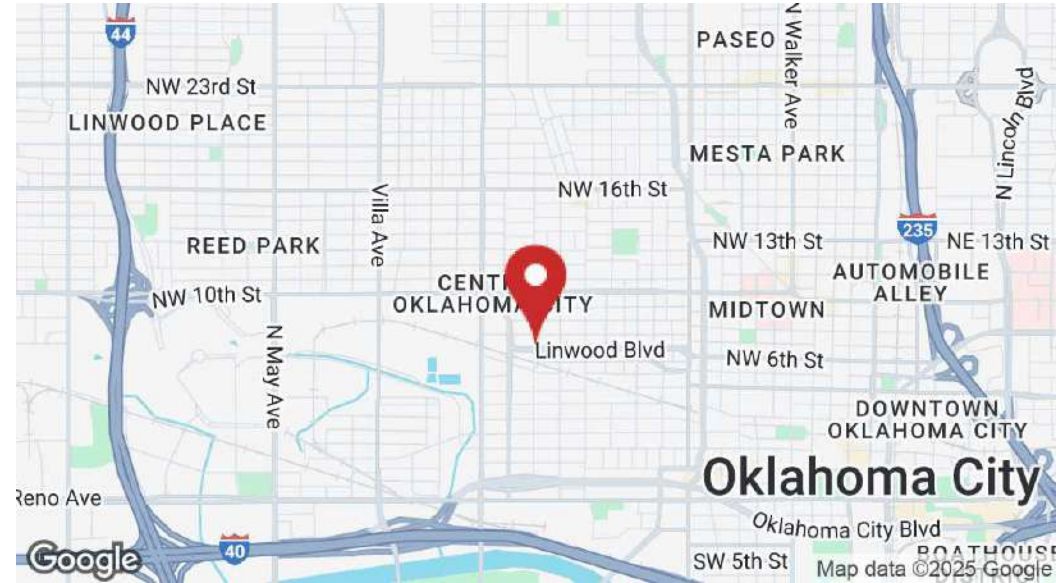 44
N Walker Ave
PASEO
NW 23rd St
N Lincoln Blvd
LINWOOD PLACE
MESTA PARK
NW 16th St
Villa Ave
235
REED PARK
NW 13th St
NE 13th St
CENT
OKLAHOMA CITY
AUTOMOBILE
ALLEY
NW 10th St
MIDTOWN
N May Ave
Linwood Blvd
NW 6th St
DOWNTOWN
OKLAHOMA CITY
Oklahoma City
Reno Ave
Oklahoma City Blvd
40
SW 5th St
BOATHOUSE
Google
Map data ©2025 Google